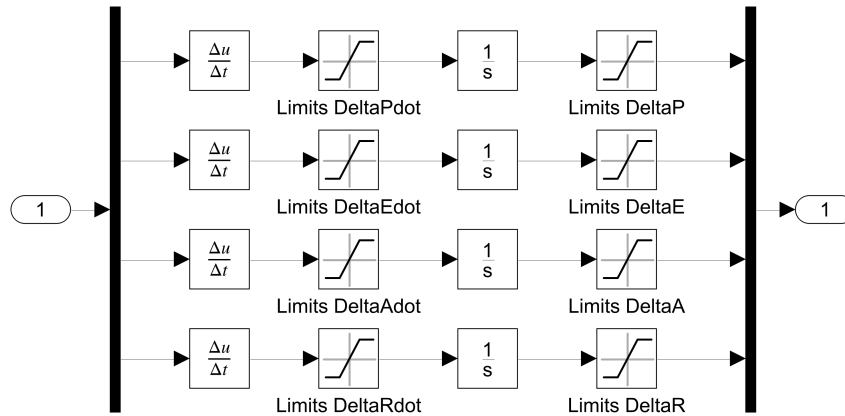 Δu
Δt
1
s
Limits DeltaPdot
Limits DeltaP
Δu
Δt
1
s
Limits DeltaEdot
Limits DeltaE
1
1
Δu
Δt
1
s
Limits DeltaAdot
Limits DeltaA
Δu
Δt
1
s
Limits DeltaRdot
Limits DeltaR